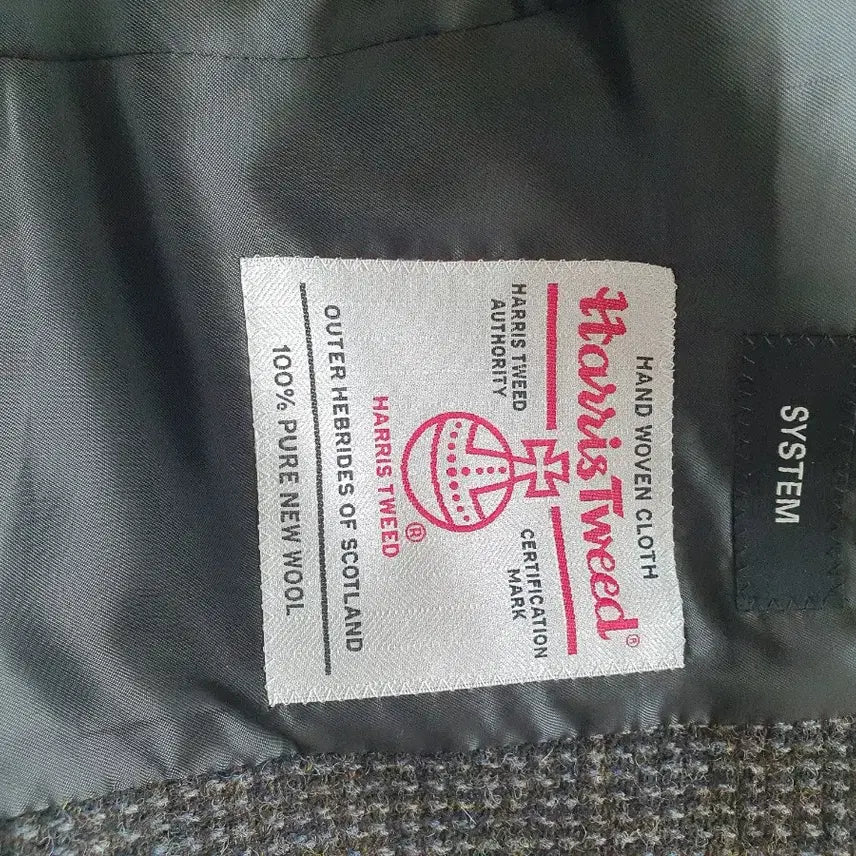 HAND WOVEN CLOTH
Harris Tweed®
HARRIS TWEED
AUTHORITY
CERTIFICATION
MARK
HARRIS TWEED®
OUTER HEBRIDES OF SCOTLAND
100% PURE NEW WOOL
SYSTEM